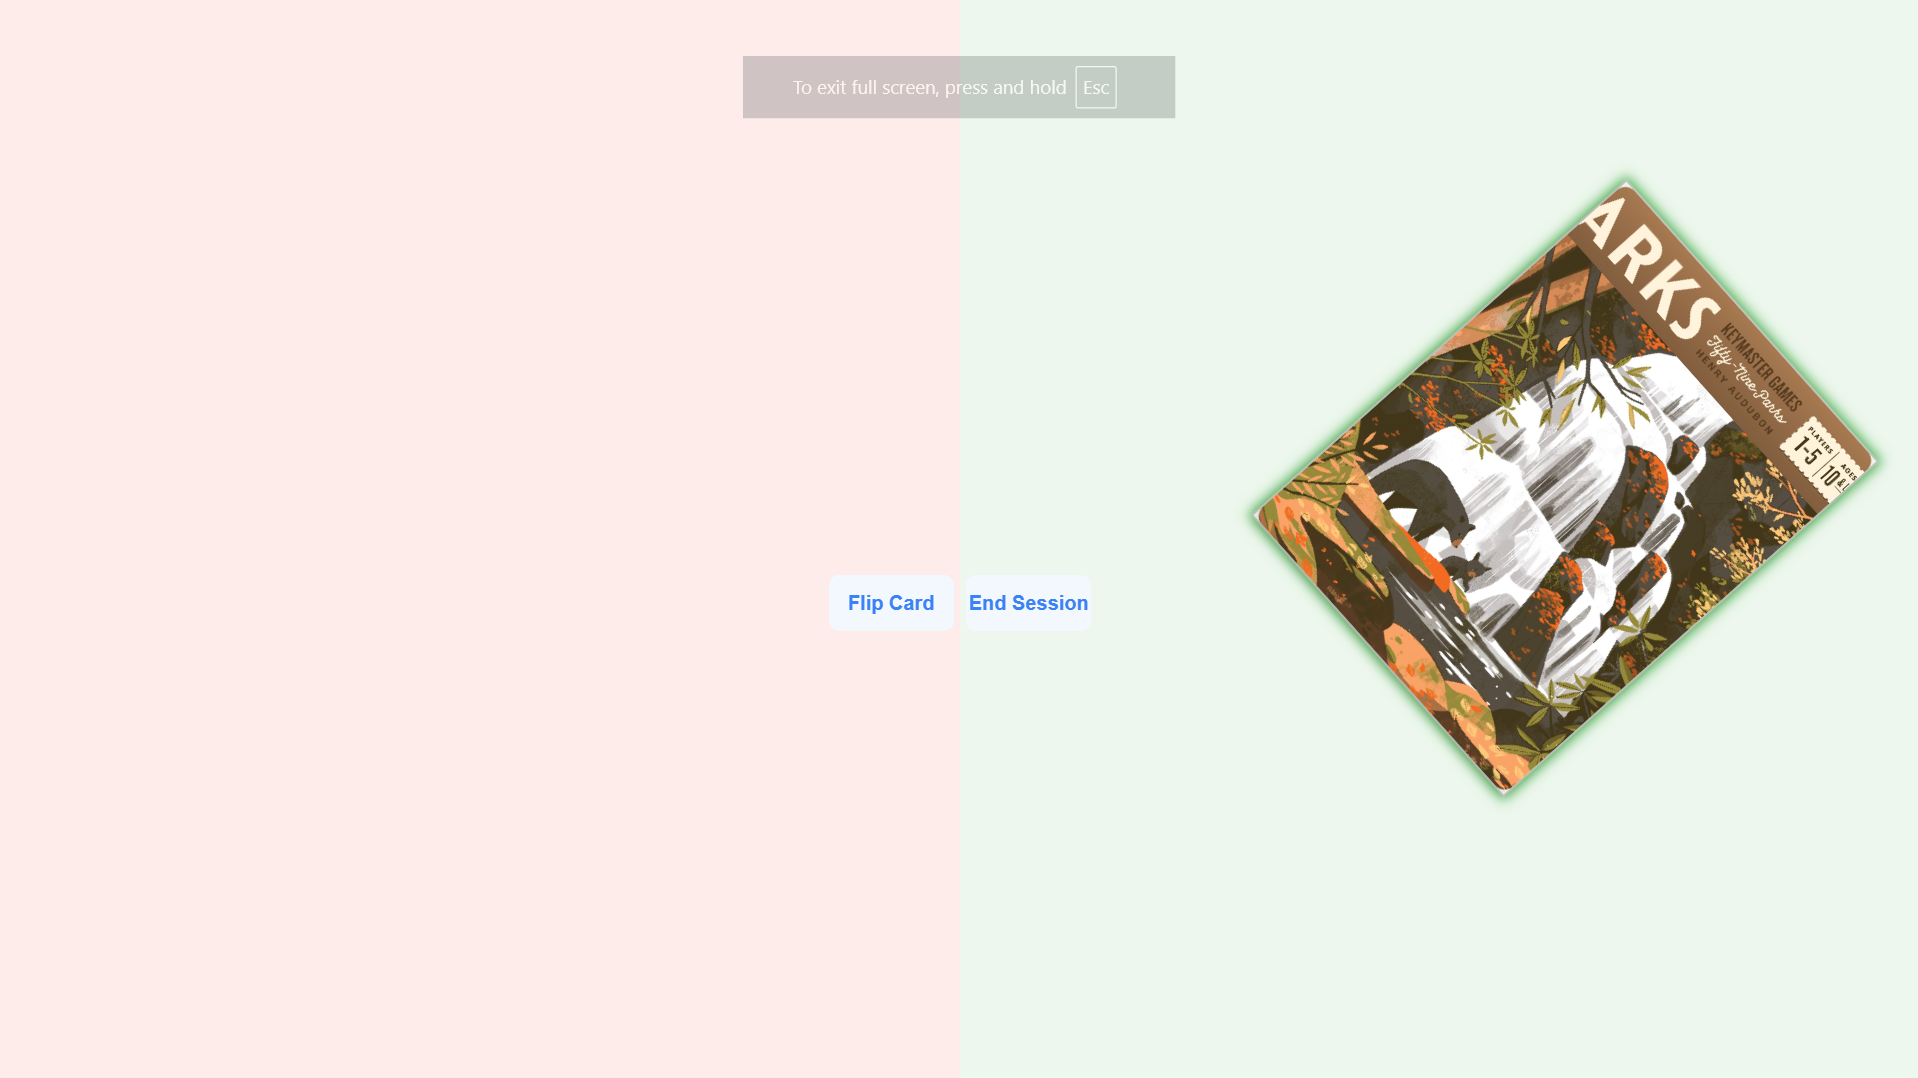 To exit full screen, press and hold Esc
ARKS
KEYMASTER GAMES
Fifty-Nine Parks
HENRY AUDUBON
PLAYERS
1-5
AGES
10
Flip Card
End Session